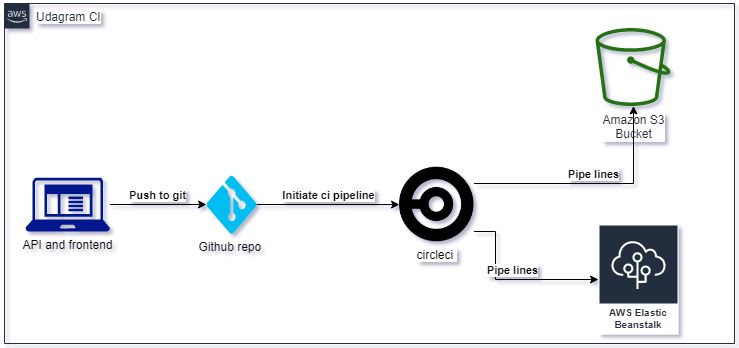 aws
Udagram CI
Amazon S3
Bucket
Pipe lines
Push to git
Initiate ci pipeline
API and frontend
Github repo
circleci
Pipe lines
AWS Elastic
Beanstalk